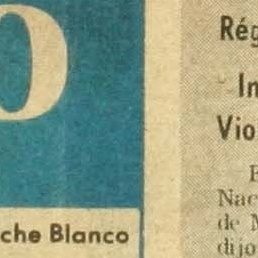 O
che Blanco
Rég
In
Vio
Nac
de M
dijo